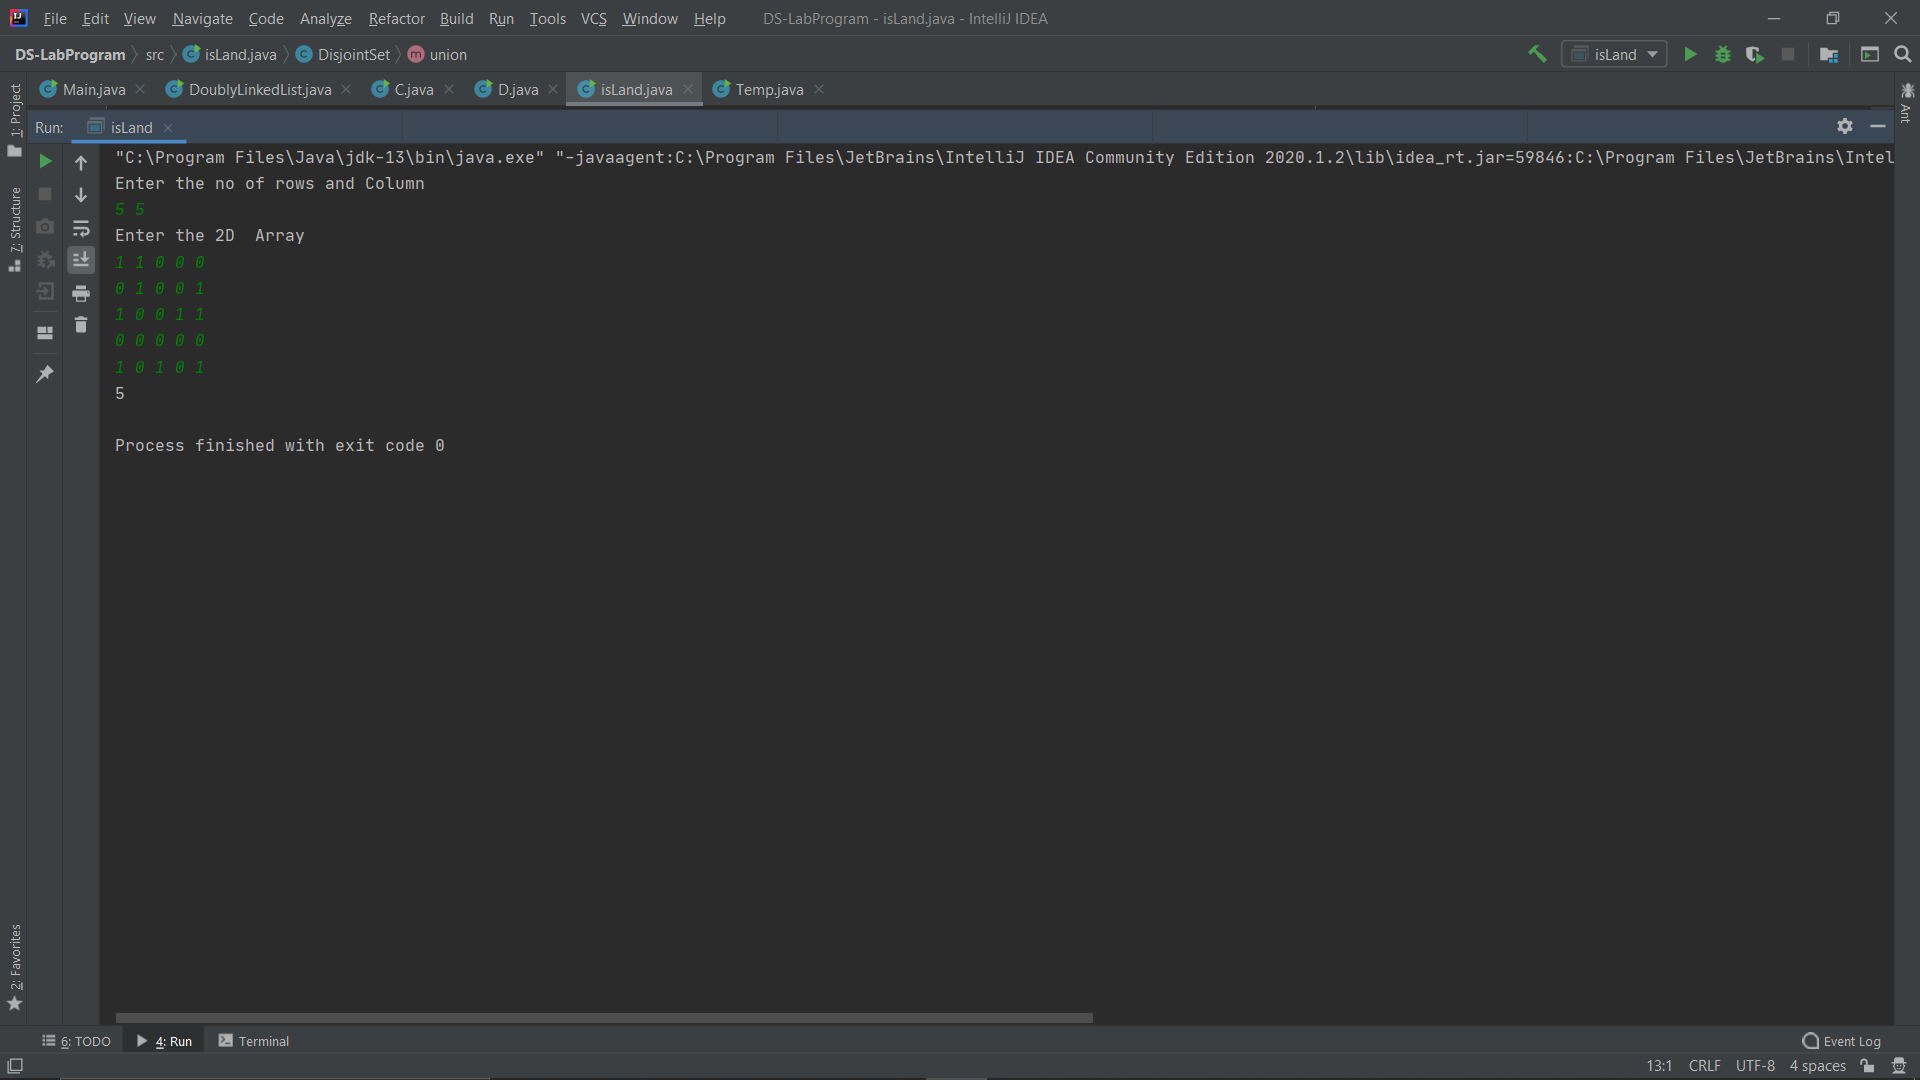 File Edit View Navigate Code Analyze Refactor Build Run Tools VCS Window Help DS-LabProgram - isLand.java - IntelliJ IDEA
DS-LabProgram src isLand.java DisjointSet union isLand
Main.java DoublyLinkedList.java C.java D.java isLand.java Temp.java
Run: isLand
"C:\Program Files\Java\jdk-13\bin\java.exe" "-javaagent:C:\Program Files\JetBrains\IntelliJ IDEA Community Edition 2020.1.2\lib\idea_rt.jar=59846:C:\Program Files\JetBrains\Intel
Enter the no of rows and Column
5 5
Enter the 2D  Array
1 1 0 0 0
0 1 0 0 1
1 0 0 1 1
0 0 0 0 0
1 0 1 0 1
5
Process finished with exit code 0
1: Project
7: Structure
2: Favorites
Ant
6: TODO 4: Run Terminal Event Log
13:1 CRLF UTF-8 4 spaces